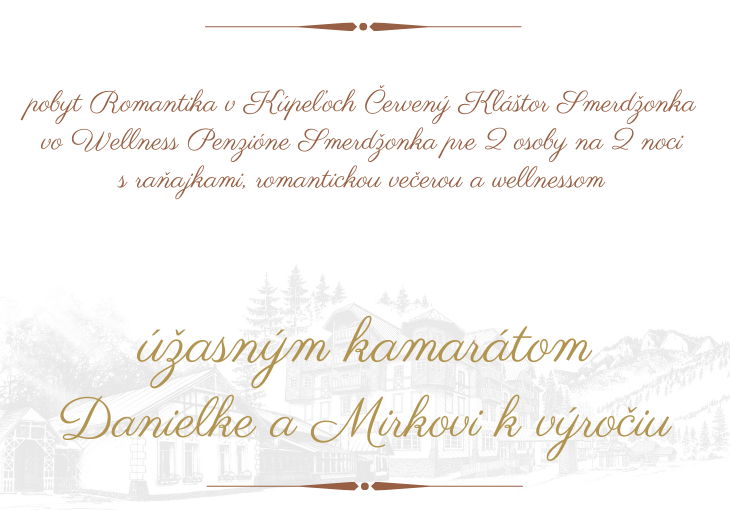 pobyt Romantika v Kúpeľoch Červený Kláštor Smerdžonka
vo Wellness Penzióne Smerdžonka pre 2 osoby na 2 noci
s raňajkami, romantickou večerou a wellnessom
úžasným kamarátom
Danielke a Mirkovi k výročiu